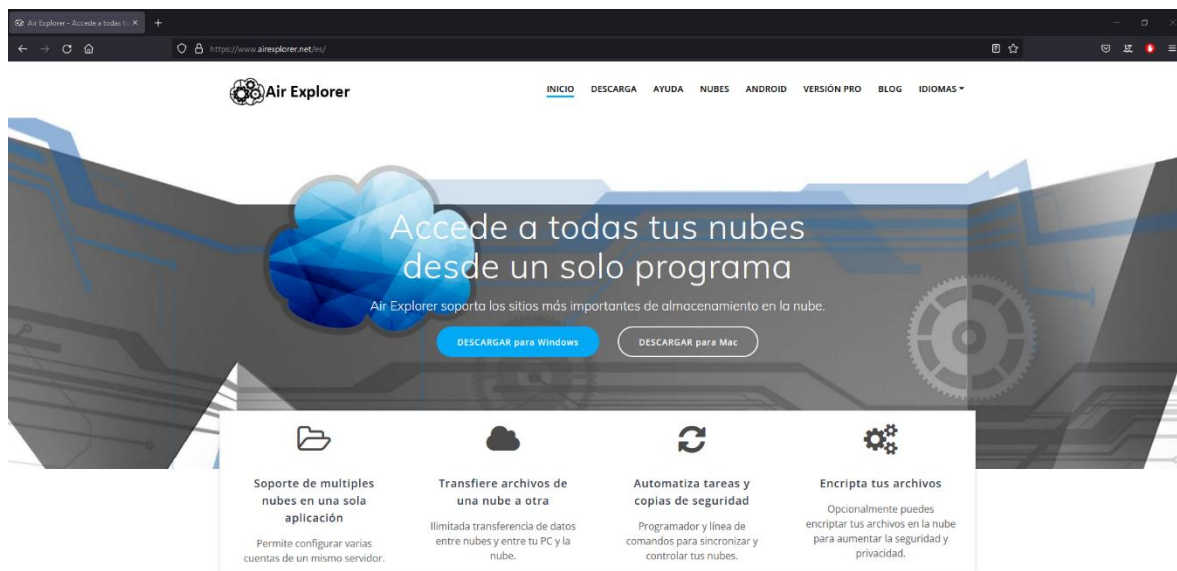 Air Explorer - Accede a todas tu
https://www.airexplorer.net/es/
Air Explorer
INICIO DESCARGA AYUDA NUBES ANDROID VERSIÓN PRO BLOG IDIOMAS
Accede a todas tus nubes
desde un solo programa
Air Explorer soporta los sitios más importantes de almacenamiento en la nube.
DESCARGAR para Windows DESCARGAR para Mac
Soporte de multiples
nubes en una sola
aplicación
Permite configurar varias
cuentas de un mismo servidor.
Transfiere archivos de
una nube a otra
Ilimitada transferencia de datos
entre nubes y entre tu PC y la
nube.
Automatiza tareas y
copias de seguridad
Programador y línea de
comandos para sincronizar y
controlar tus nubes.
Encripta tus archivos
Opcionalmente puedes
encriptar tus archivos en la nube
para aumentar la seguridad y
privacidad.